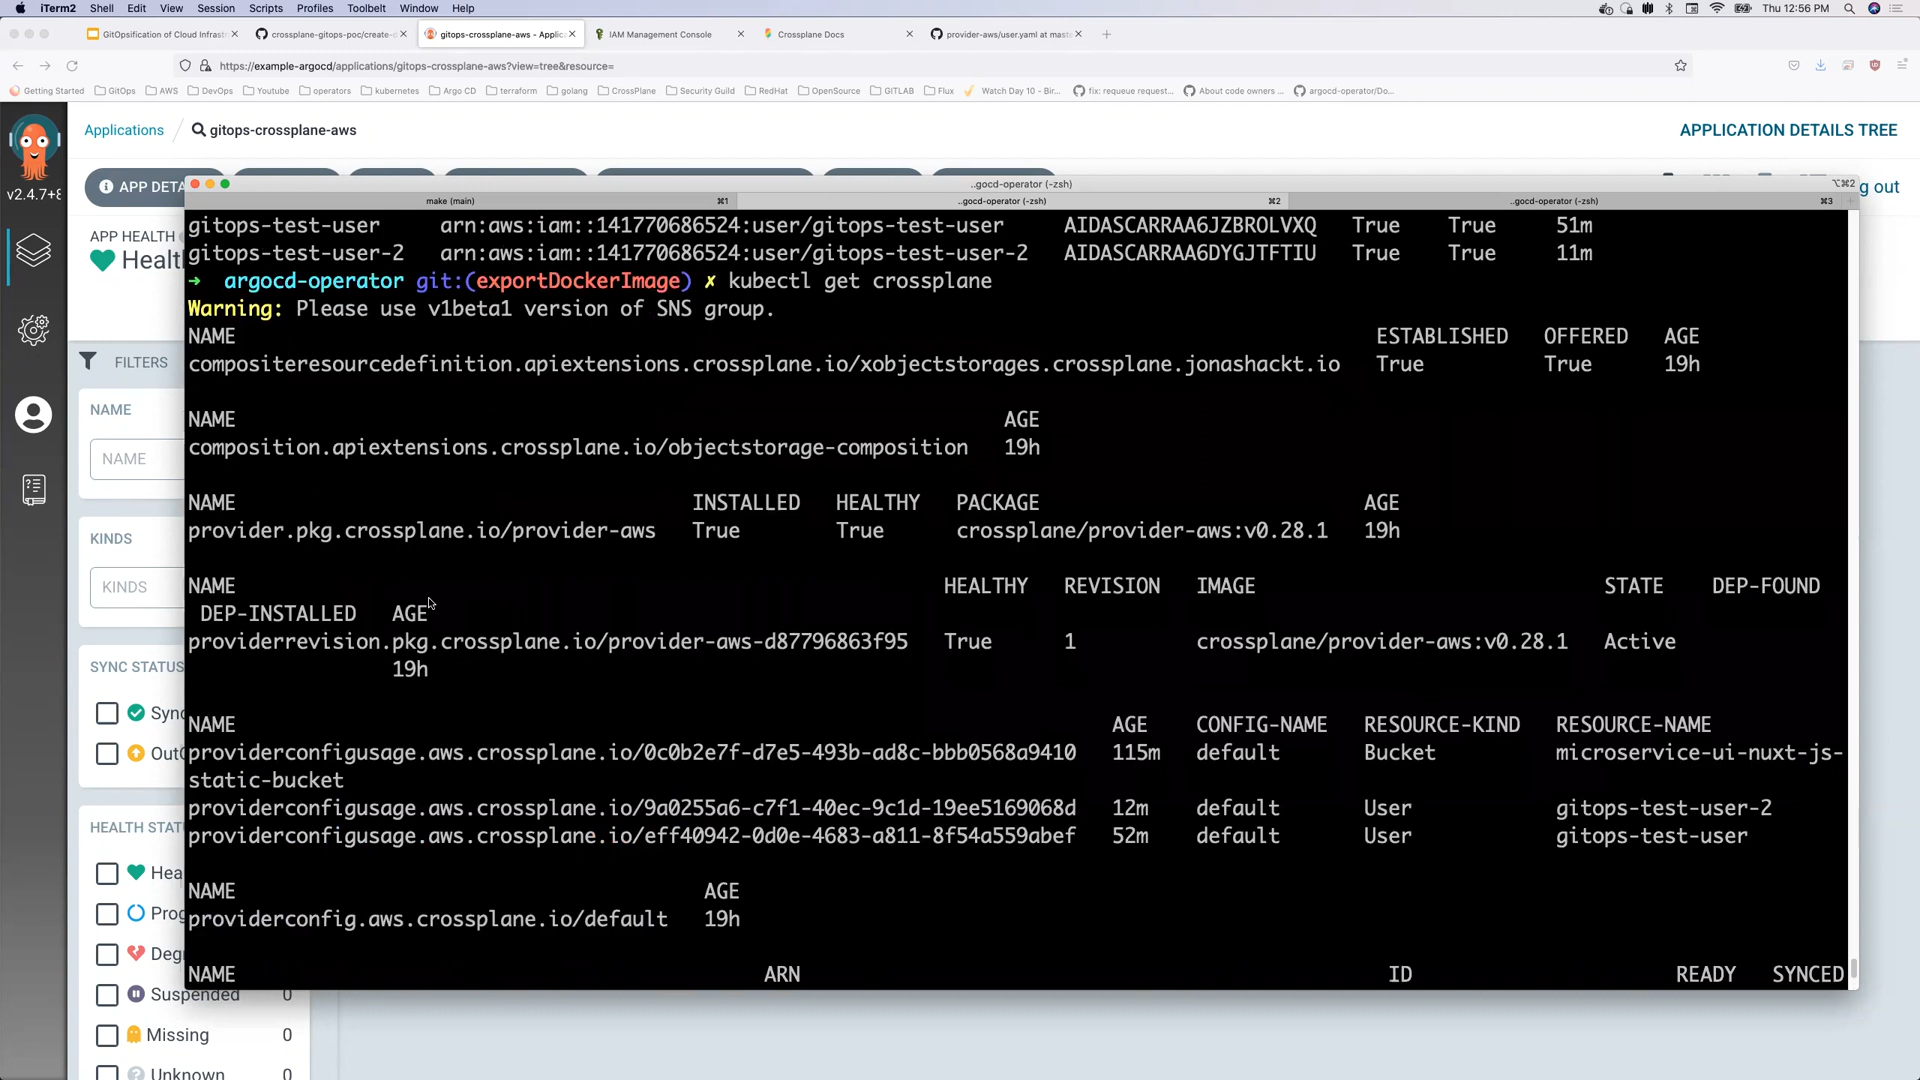 iTerm2 Shell Edit View Session Scripts Profiles Toolbelt Window Help Thu 12:56 PM
GitOpsification of Cloud Infrast crossplane-gitops-poc/create-c gitops-crossplane-aws - Applic IAM Management Console Crossplane Docs provider-aws/user.yaml at mast
https://example-argocd/applications/gitops-crossplane-aws?view=tree&resource=
Getting Started GitOps AWS DevOps Youtube operators kubernetes Argo CD terraform golang CrossPlane Security Guild RedHat OpenSource GITLAB Flux Watch Day 10 - Bir... fix: requeue request... About code owners ... argocd-operator/Do...
Applications / gitops-crossplane-aws APPLICATION DETAILS TREE
v2.4.7+8
APP DETA
g out
..gocd-operator (-zsh) ⌥⌘2
make (main) ⌘1 ..gocd-operator (-zsh) ⌘2 ..gocd-operator (-zsh) ⌘3
APP HEALTH
Healt
FILTERS
NAME
NAME
KINDS
KINDS
SYNC STATUS
Sync
OutO
HEALTH STAT
Hea
Prog
Degr
Suspended 0
Missing 0
Unknown 0
gitops-test-user arn:aws:iam::141770686524:user/gitops-test-user AIDASCARRAA6JZBROLVXQ True True 51m
gitops-test-user-2 arn:aws:iam::141770686524:user/gitops-test-user-2 AIDASCARRAA6DYGJTFTIU True True 11m
➜ argocd-operator git:(exportDockerImage) ✗ kubectl get crossplane
Warning: Please use v1beta1 version of SNS group.
NAME ESTABLISHED OFFERED AGE
compositeresourcedefinition.apiextensions.crossplane.io/xobjectstorages.crossplane.jonashackt.io True True 19h
NAME AGE
composition.apiextensions.crossplane.io/objectstorage-composition 19h
NAME INSTALLED HEALTHY PACKAGE AGE
provider.pkg.crossplane.io/provider-aws True True crossplane/provider-aws:v0.28.1 19h
NAME HEALTHY REVISION IMAGE STATE DEP-FOUND
DEP-INSTALLED AGE
providerrevision.pkg.crossplane.io/provider-aws-d87796863f95 True 1 crossplane/provider-aws:v0.28.1 Active
19h
NAME AGE CONFIG-NAME RESOURCE-KIND RESOURCE-NAME
providerconfigusage.aws.crossplane.io/0c0b2e7f-d7e5-493b-ad8c-bbb0568a9410 115m default Bucket microservice-ui-nuxt-js-
static-bucket
providerconfigusage.aws.crossplane.io/9a0255a6-c7f1-40ec-9c1d-19ee5169068d 12m default User gitops-test-user-2
providerconfigusage.aws.crossplane.io/eff40942-0d0e-4683-a811-8f54a559abef 52m default User gitops-test-user
NAME AGE
providerconfig.aws.crossplane.io/default 19h
NAME ARN ID READY SYNCED